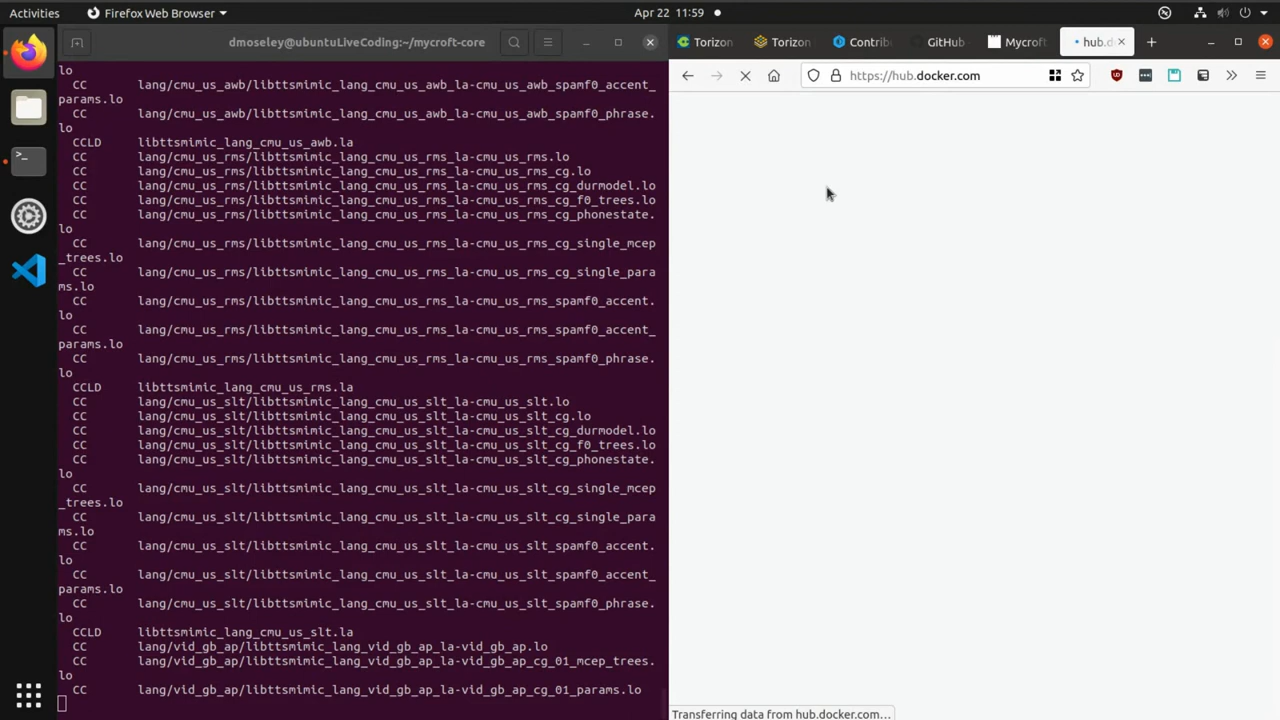 Activities
Firefox Web Browser
Apr 22 11:59
dmoseley@ubuntuLiveCoding:~/mycroft-core
Torizon
Torizon
Contribe
GitHub
Mycroft
hub.d
https://hub.docker.com
lo
CC lang/cmu_us_awb/libttsmimic_lang_cmu_us_awb_la-cmu_us_awb_spamf0_accent_
params.lo
CC lang/cmu_us_awb/libttsmimic_lang_cmu_us_awb_la-cmu_us_awb_spamf0_phrase.
lo
CCLD libttsmimic_lang_cmu_us_awb.la
CC lang/cmu_us_rms/libttsmimic_lang_cmu_us_rms_la-cmu_us_rms.lo
CC lang/cmu_us_rms/libttsmimic_lang_cmu_us_rms_la-cmu_us_rms_cg.lo
CC lang/cmu_us_rms/libttsmimic_lang_cmu_us_rms_la-cmu_us_rms_cg_durmodel.lo
CC lang/cmu_us_rms/libttsmimic_lang_cmu_us_rms_la-cmu_us_rms_cg_f0_trees.lo
CC lang/cmu_us_rms/libttsmimic_lang_cmu_us_rms_la-cmu_us_rms_cg_phonestate.
lo
CC lang/cmu_us_rms/libttsmimic_lang_cmu_us_rms_la-cmu_us_rms_cg_single_mcep
_trees.lo
CC lang/cmu_us_rms/libttsmimic_lang_cmu_us_rms_la-cmu_us_rms_cg_single_para
ms.lo
CC lang/cmu_us_rms/libttsmimic_lang_cmu_us_rms_la-cmu_us_rms_spamf0_accent.
lo
CC lang/cmu_us_rms/libttsmimic_lang_cmu_us_rms_la-cmu_us_rms_spamf0_accent_
params.lo
CC lang/cmu_us_rms/libttsmimic_lang_cmu_us_rms_la-cmu_us_rms_spamf0_phrase.
lo
CCLD libttsmimic_lang_cmu_us_rms.la
CC lang/cmu_us_slt/libttsmimic_lang_cmu_us_slt_la-cmu_us_slt.lo
CC lang/cmu_us_slt/libttsmimic_lang_cmu_us_slt_la-cmu_us_slt_cg.lo
CC lang/cmu_us_slt/libttsmimic_lang_cmu_us_slt_la-cmu_us_slt_cg_durmodel.lo
CC lang/cmu_us_slt/libttsmimic_lang_cmu_us_slt_la-cmu_us_slt_cg_f0_trees.lo
CC lang/cmu_us_slt/libttsmimic_lang_cmu_us_slt_la-cmu_us_slt_cg_phonestate.
lo
CC lang/cmu_us_slt/libttsmimic_lang_cmu_us_slt_la-cmu_us_slt_cg_single_mcep
_trees.lo
CC lang/cmu_us_slt/libttsmimic_lang_cmu_us_slt_la-cmu_us_slt_cg_single_para
ms.lo
CC lang/cmu_us_slt/libttsmimic_lang_cmu_us_slt_la-cmu_us_slt_spamf0_accent.
lo
CC lang/cmu_us_slt/libttsmimic_lang_cmu_us_slt_la-cmu_us_slt_spamf0_accent_
params.lo
CC lang/cmu_us_slt/libttsmimic_lang_cmu_us_slt_la-cmu_us_slt_spamf0_phrase.
lo
CCLD libttsmimic_lang_cmu_us_slt.la
CC lang/vid_gb_ap/libttsmimic_lang_vid_gb_ap_la-vid_gb_ap.lo
CC lang/vid_gb_ap/libttsmimic_lang_vid_gb_ap_la-vid_gb_ap_cg_01_mcep_trees.
lo
CC lang/vid_gb_ap/libttsmimic_lang_vid_gb_ap_la-vid_gb_ap_cg_01_params.lo
Transferring data from hub.docker.com…